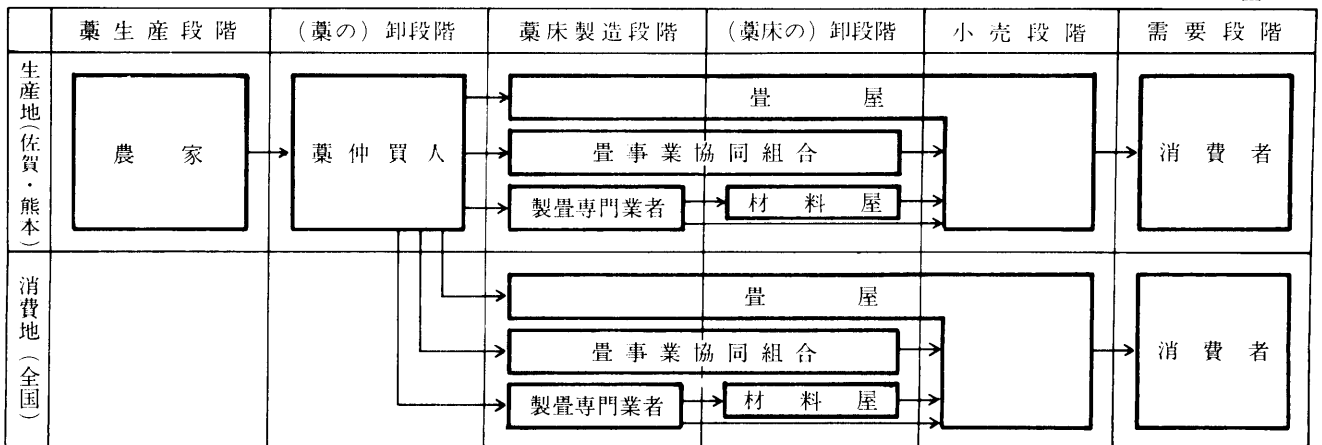 藁生産段階
(藁の)卸段階
藁床製造段階
(藁床の)卸段階
小売段階
需要段階
生産地(佐賀・熊本)
農家
藁仲買人
畳屋
畳事業協同組合
製畳専門業者
材料屋
消費者
消費地(全国)
畳屋
畳事業協同組合
製畳専門業者
材料屋
消費者